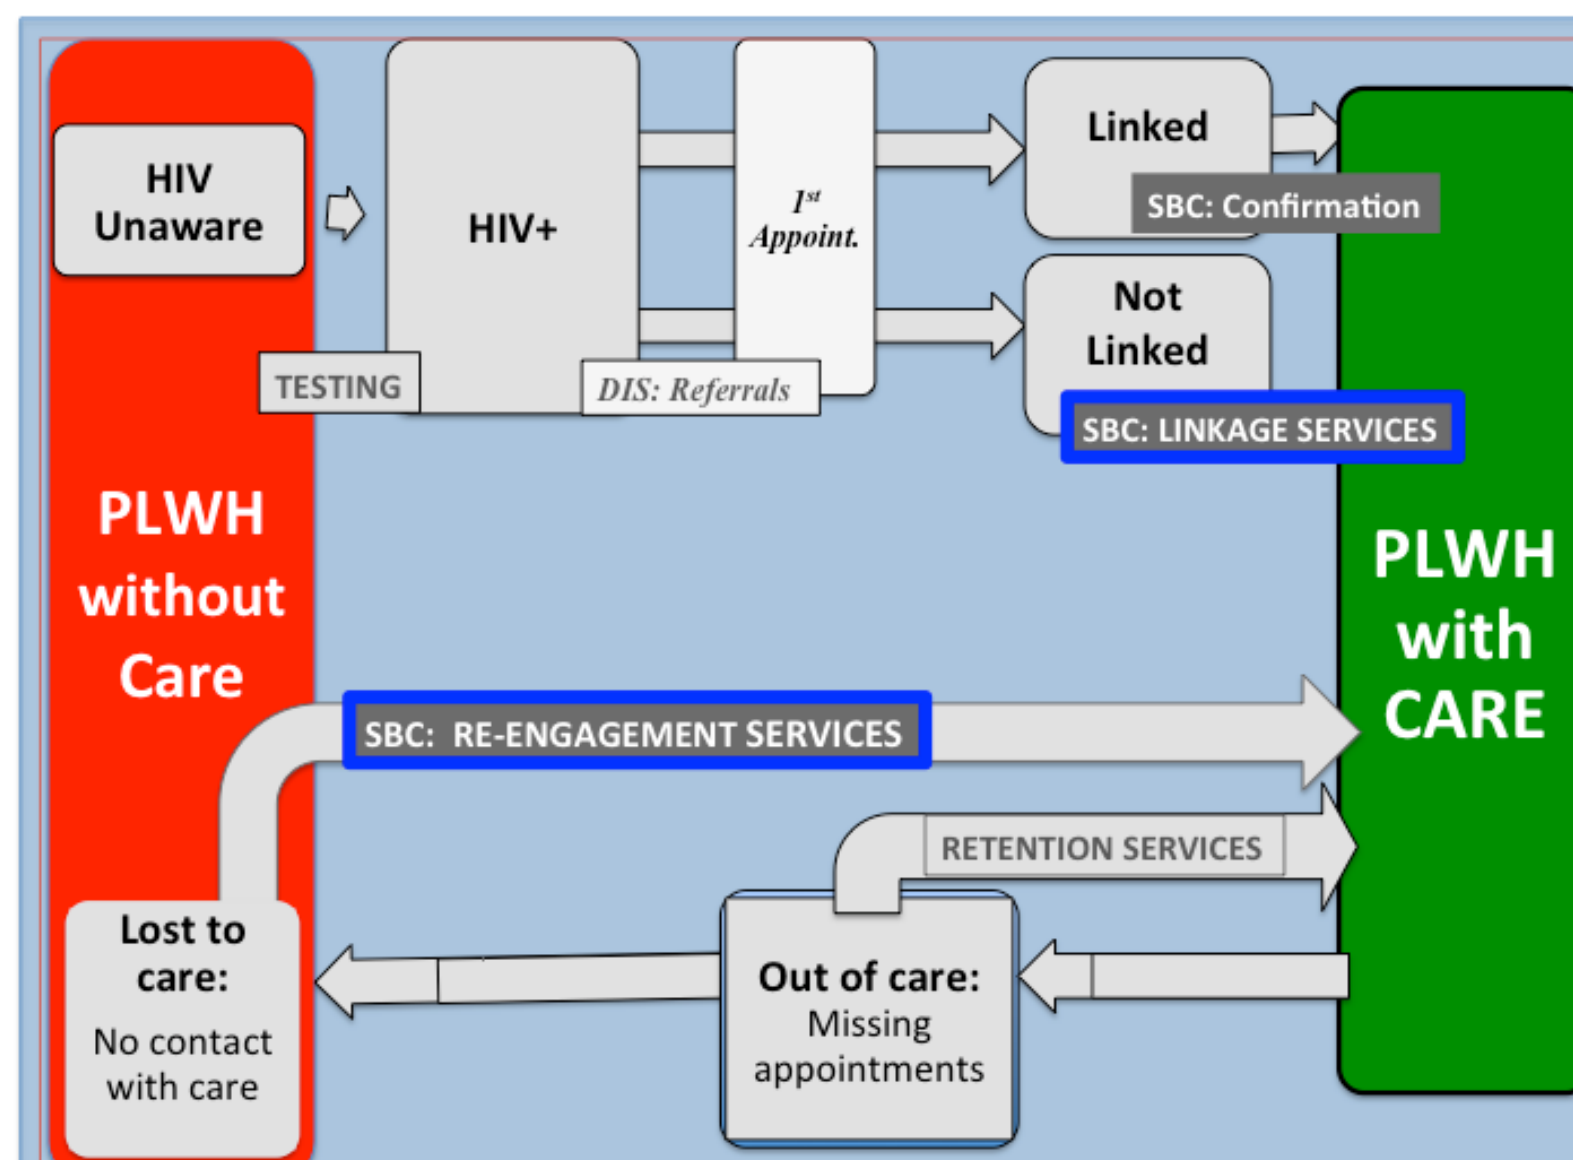 HIV
Unaware
HIV+
1st
Appoint.
Linked
SBC: Confirmation
Not
Linked
TESTING
DIS: Referrals
SBC: LINKAGE SERVICES
PLWH
without
Care
PLWH
with
CARE
SBC: RE-ENGAGEMENT SERVICES
RETENTION SERVICES
Lost to
care:
No contact
with care
Out of care:
Missing
appointments